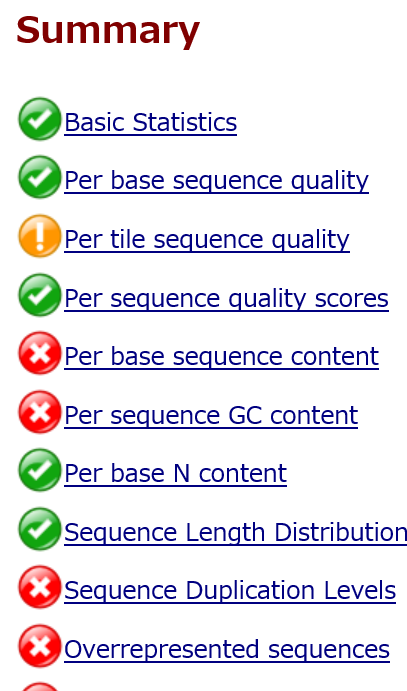 Summary
Basic Statistics
Per base sequence quality
Per tile sequence quality
Per sequence quality scores
Per base sequence content
Per sequence GC content
Per base N content
Sequence Length Distribution
Sequence Duplication Levels
Overrepresented sequences